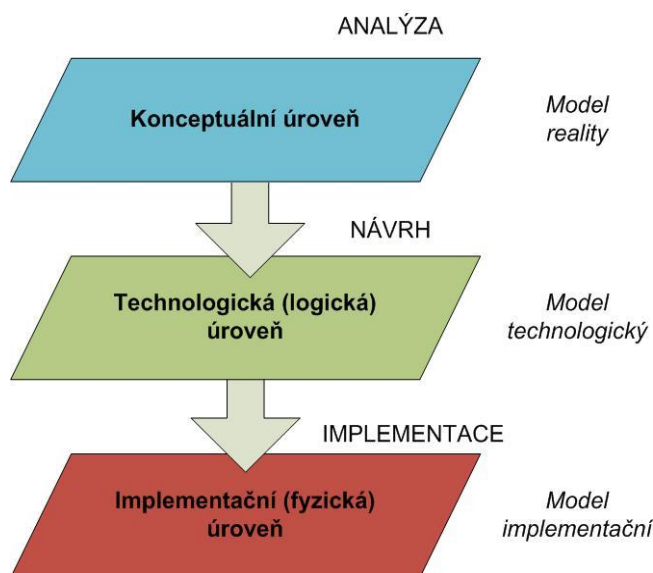 ANALÝZA
Konceptuální úroveň
Model
reality
NÁVRH
Technologická (logická)
úroveň
Model
technologický
IMPLEMENTACE
Implementační (fyzická)
úroveň
Model
implementační